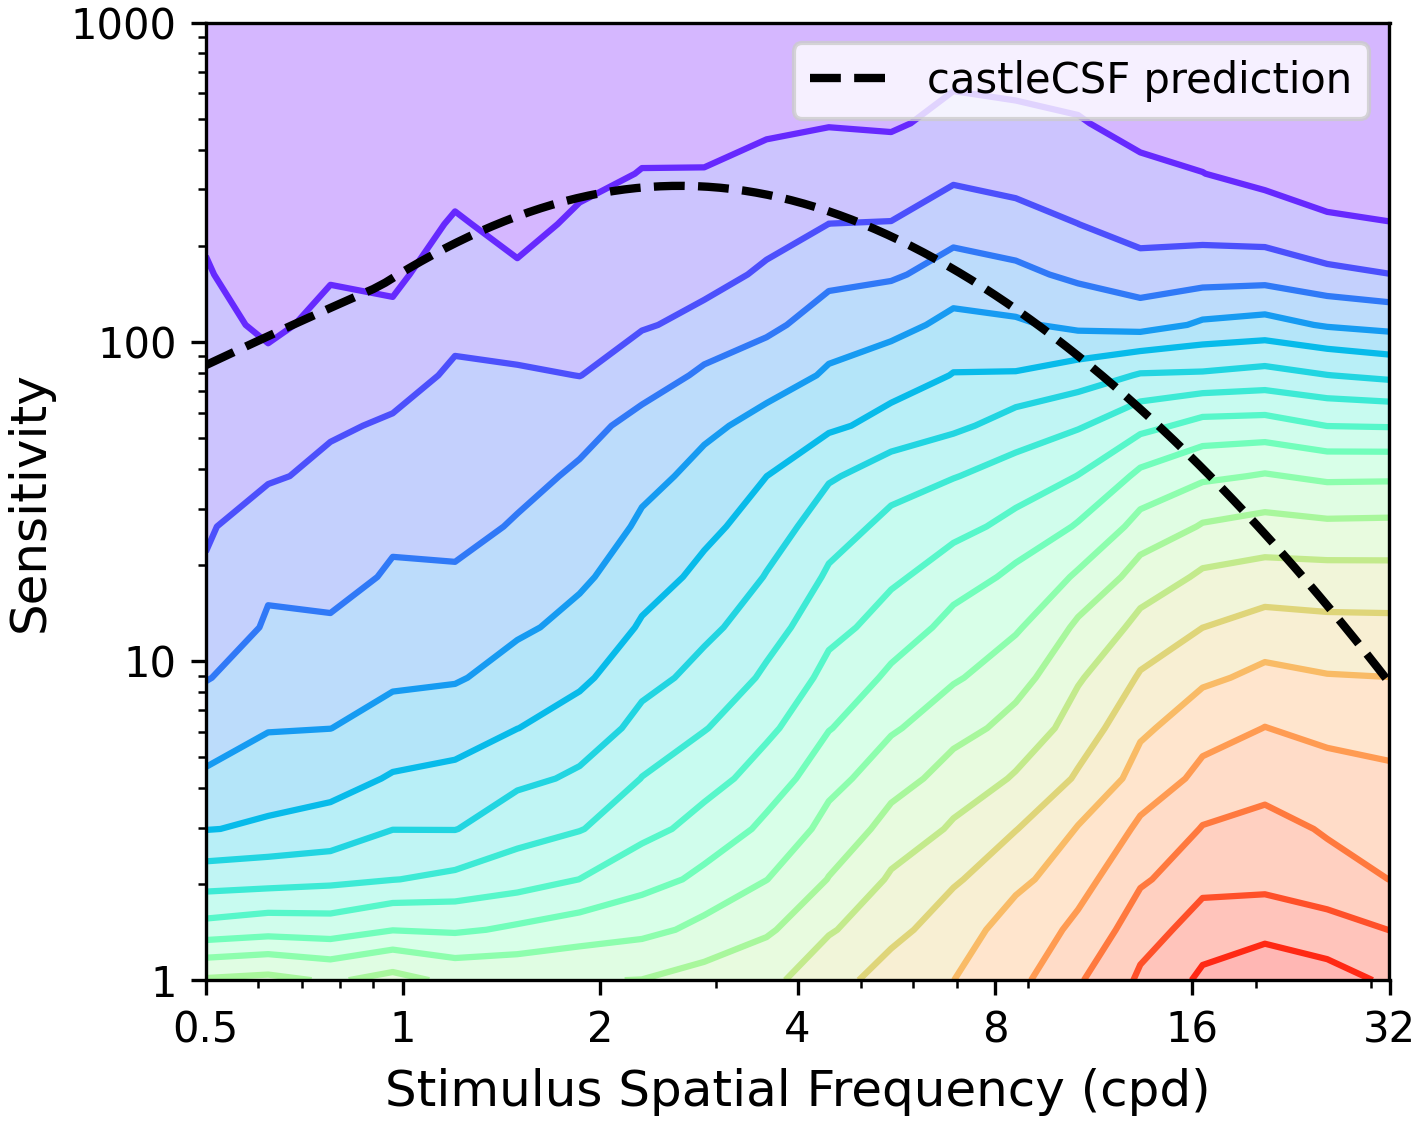 1000
castleCSF prediction
100
Sensitivity
10
1
0.5 1 2 4 8 16 32
Stimulus Spatial Frequency (cpd)